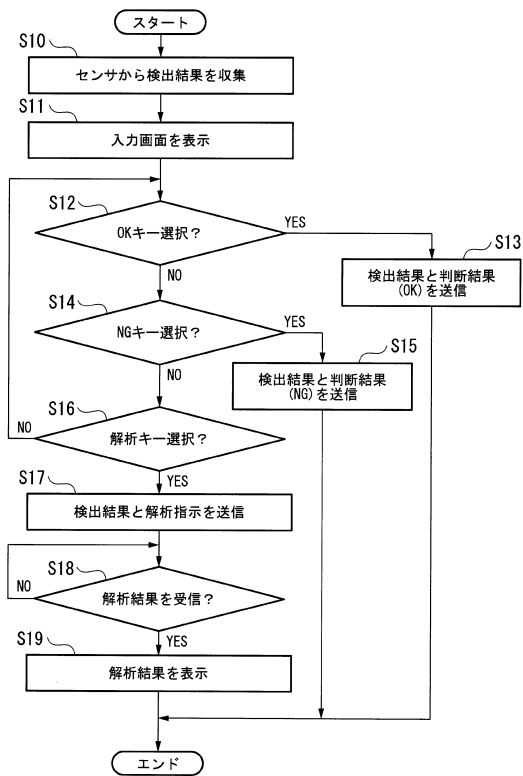 スタート
S10
センサから検出結果を収集
S11
入力画面を表示
S12
OKキー選択?
YES
NO
S13
検出結果と判断結果
(OK)を送信
S14
NGキー選択?
YES
NO
S15
検出結果と判断結果
(NG)を送信
S16
解析キー選択?
NO
YES
S17
検出結果と解析指示を送信
S18
解析結果を受信?
NO
YES
S19
解析結果を表示
エンド